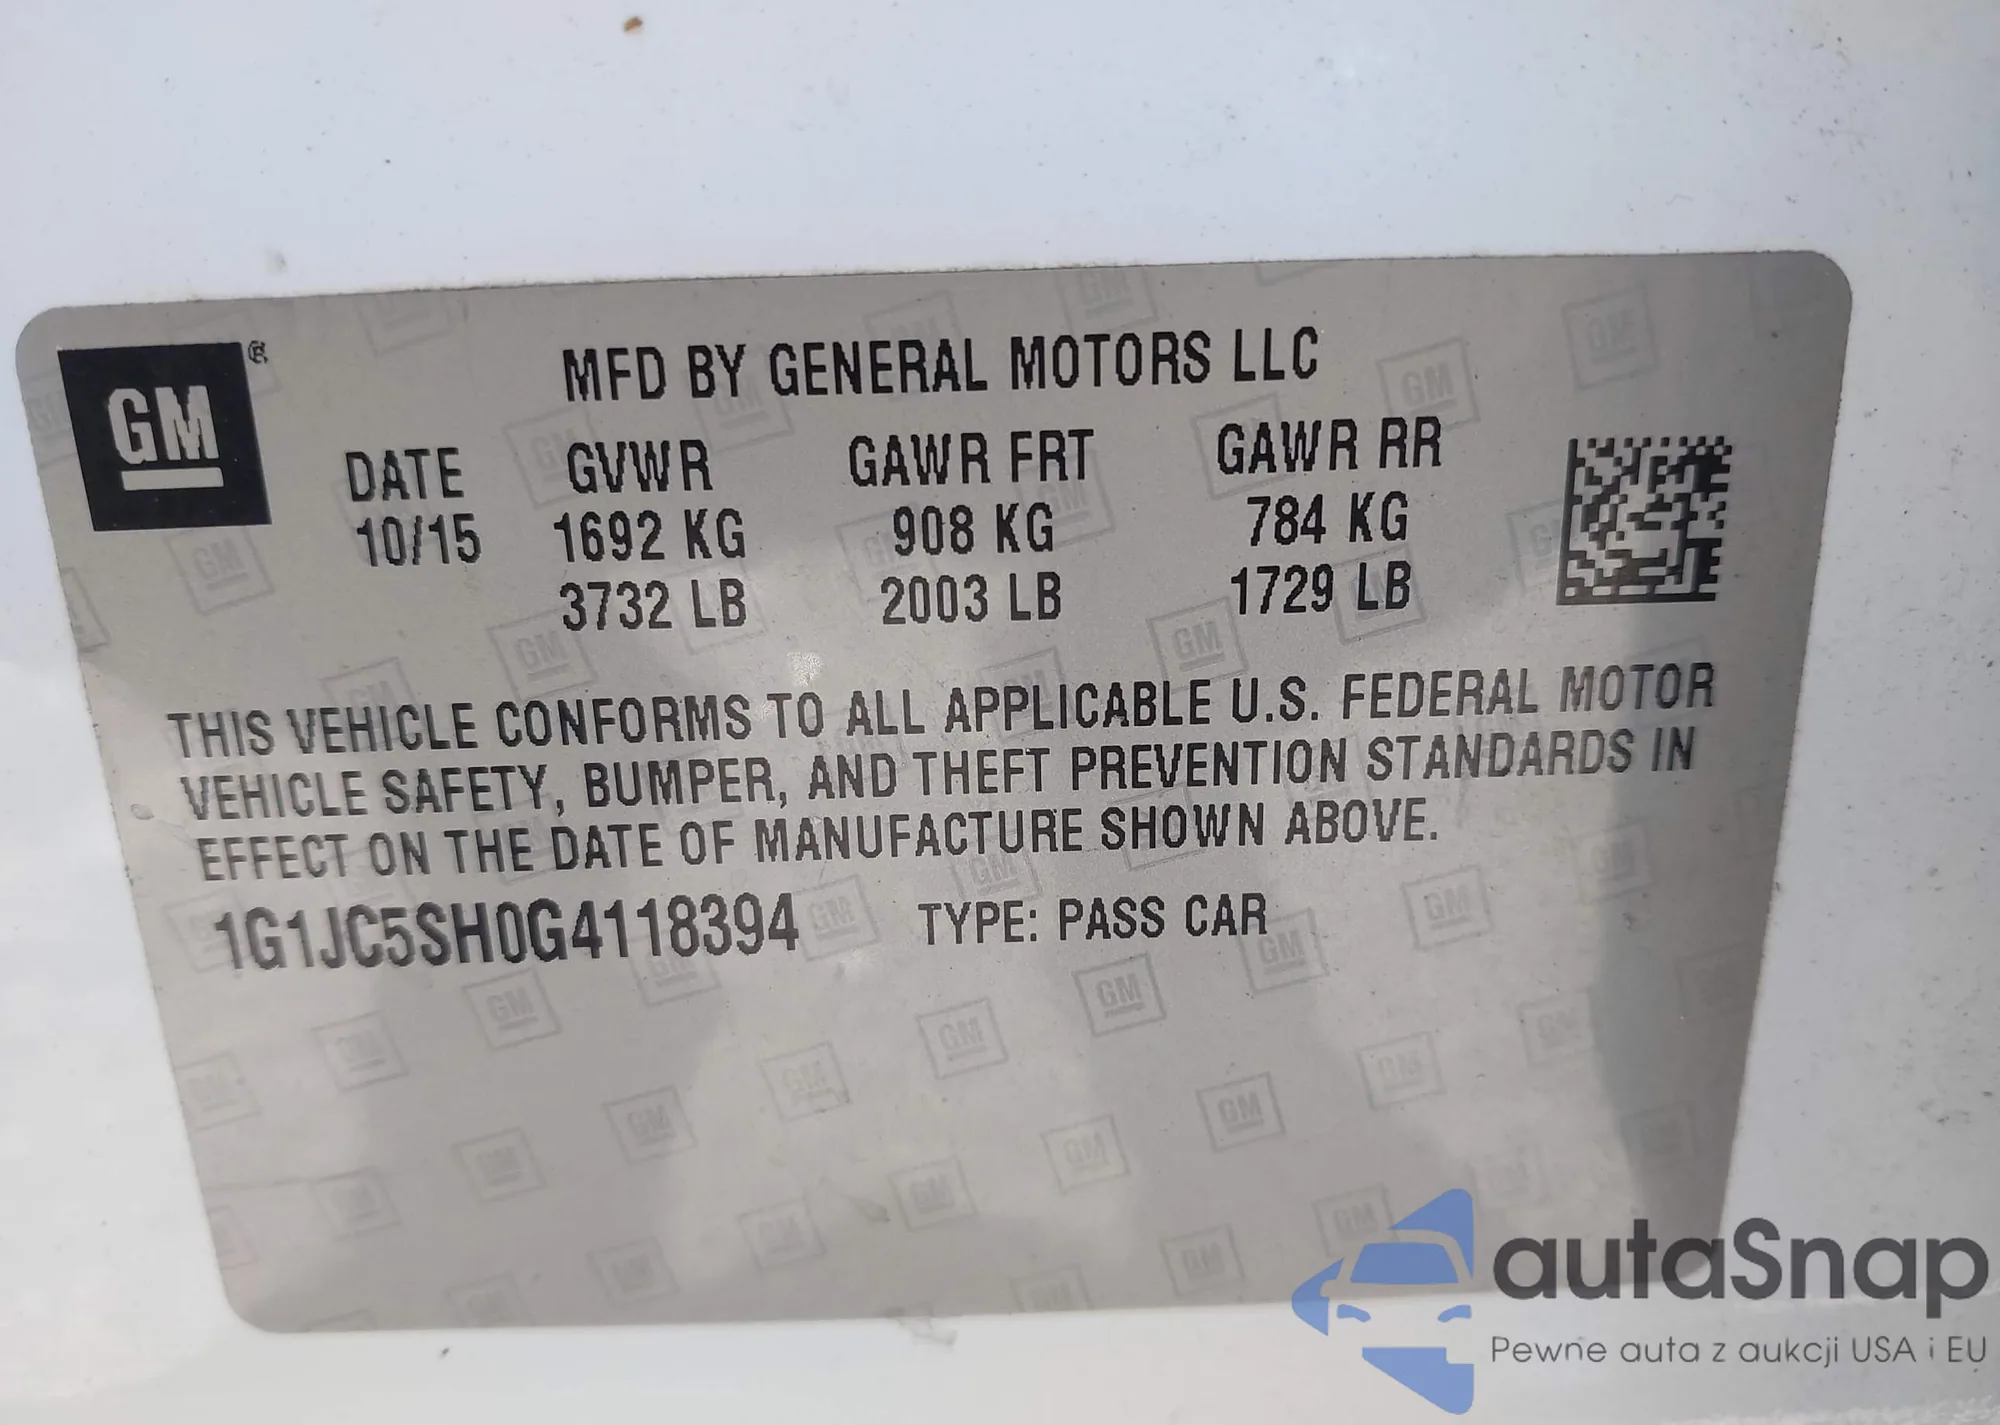 GM ®
MFD BY GENERAL MOTORS LLC
DATE GVWR GAWR FRT GAWR RR
10/15 1692 KG 908 KG 784 KG
3732 LB 2003 LB 1729 LB
THIS VEHICLE CONFORMS TO ALL APPLICABLE U.S. FEDERAL MOTOR
VEHICLE SAFETY, BUMPER, AND THEFT PREVENTION STANDARDS IN
EFFECT ON THE DATE OF MANUFACTURE SHOWN ABOVE.
1G1JC5SH0G4118394 TYPE: PASS CAR
autaSnap
Pewne auta z aukcji USA i EU